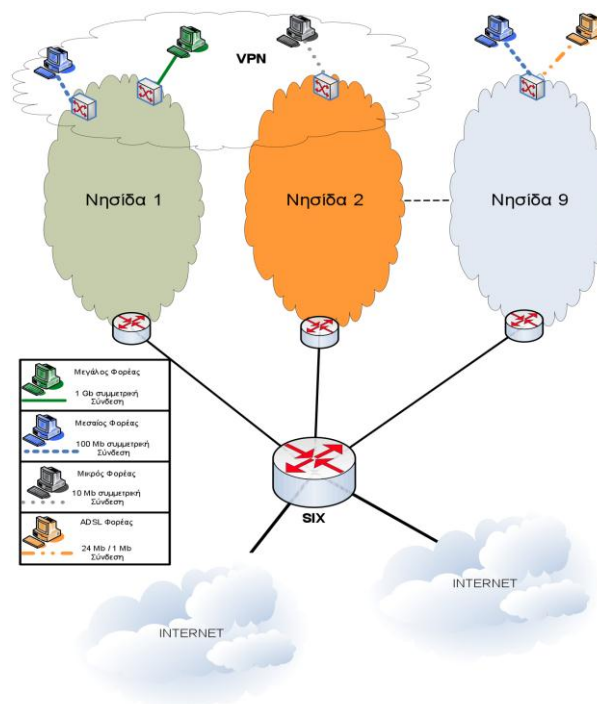 VPN
Νησίδα 1
Νησίδα 2
Νησίδα 9
Μεγάλος Φορέας
1 Gb συμμετρική
Σύνδεση
Μεσαίος Φορέας
100 Mb συμμετρική
Σύνδεση
Μικρός Φορέας
10 Mb συμμετρική
Σύνδεση
ADSL Φορέας
24 Mb / 1 Mb
Σύνδεση
SIX
INTERNET
INTERNET